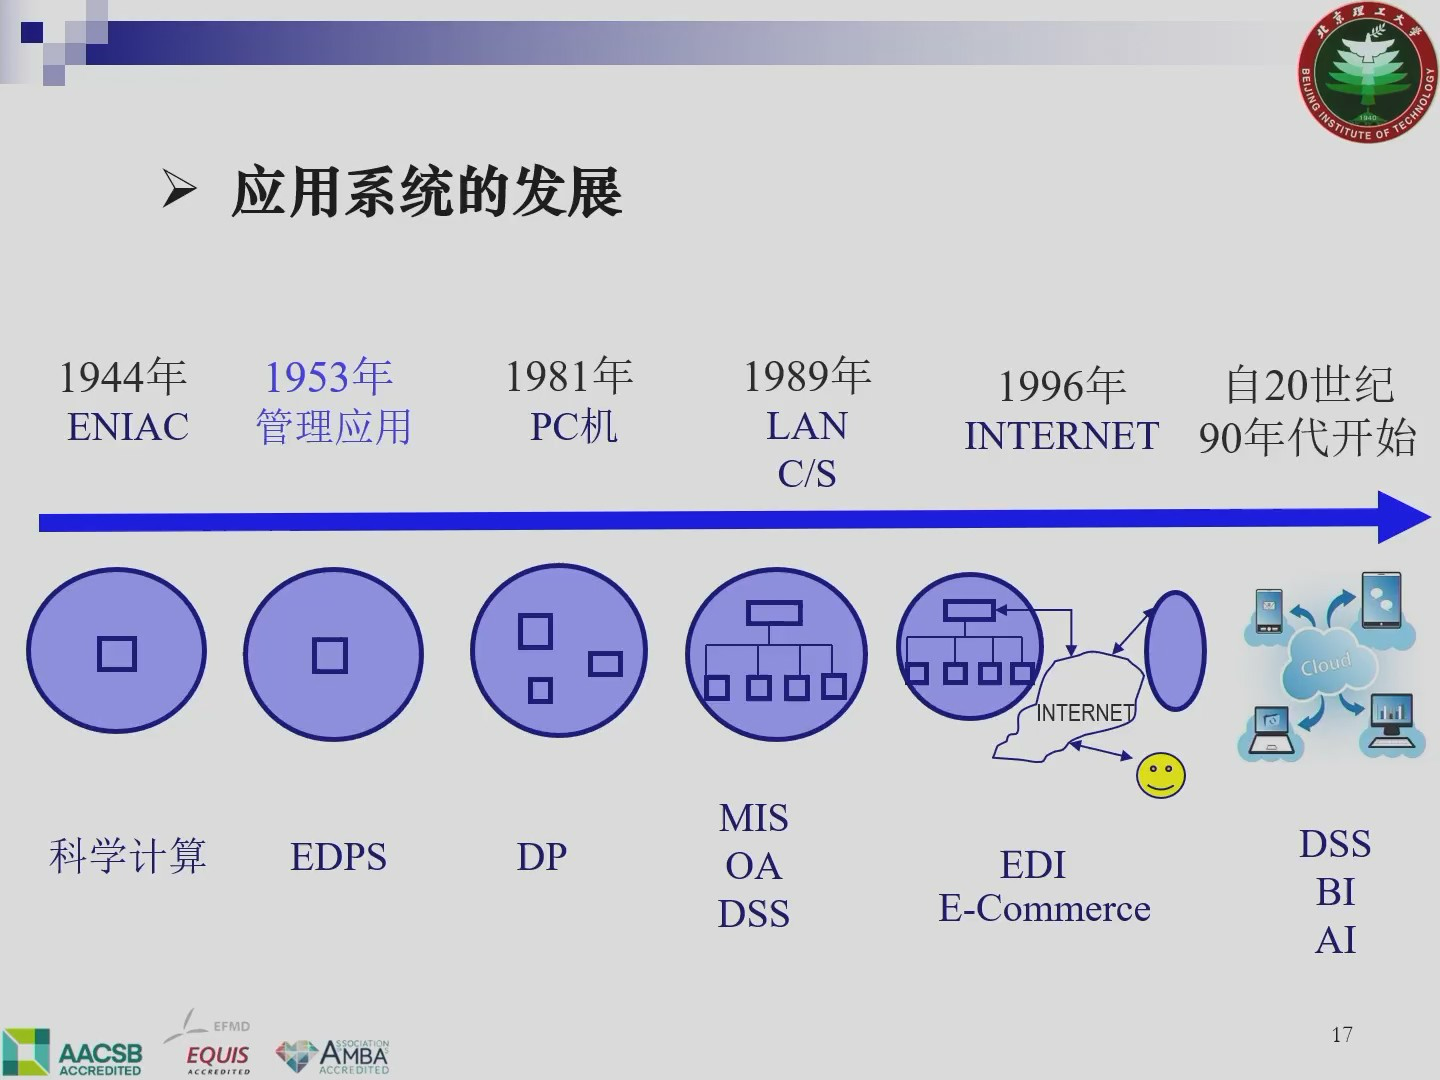 北京理工大学
BEIJING INSTITUTE OF TECHNOLOGY
1940
应用系统的发展
1944年
ENIAC
1953年
管理应用
1981年
PC机
1989年
LAN
C/S
1996年
INTERNET
自20世纪
90年代开始
INTERNET
Cloud
科学计算
EDPS
DP
MIS
OA
DSS
EDI
E-Commerce
DSS
BI
AI
AACSB
ACCREDITED
EFMD
EQUIS
ACCREDITED
ASSOCIATION
AMBA
ACCREDITED
17